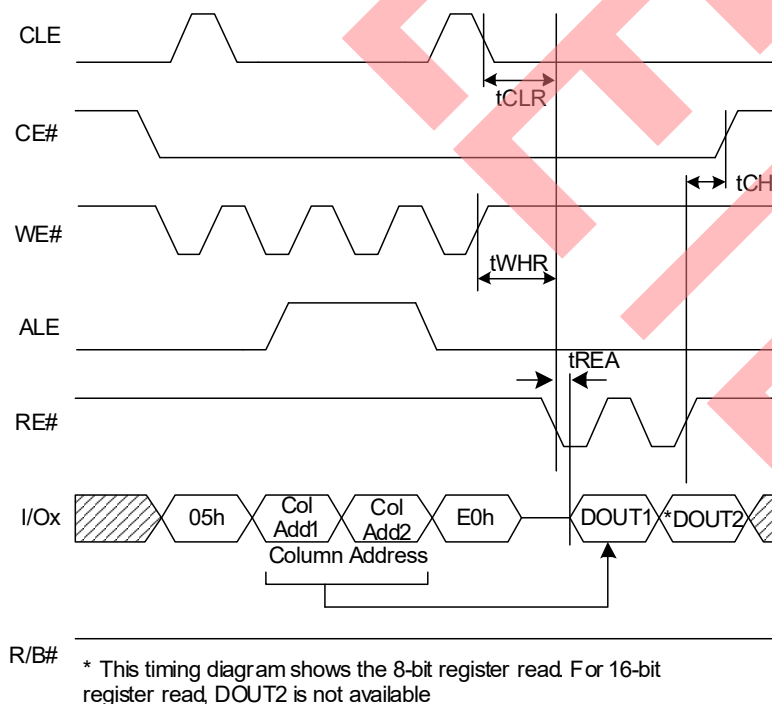 CLE
tCLR
CE#
tCH
WE#
tWHR
ALE
tREA
RE#
I/Ox
05h
Col
Add1
Col
Add2
E0h
DOUT1
*DOUT2
Column Address
R/B#
* This timing diagram shows the 8-bit register read. For 16-bit
register read, DOUT2 is not available